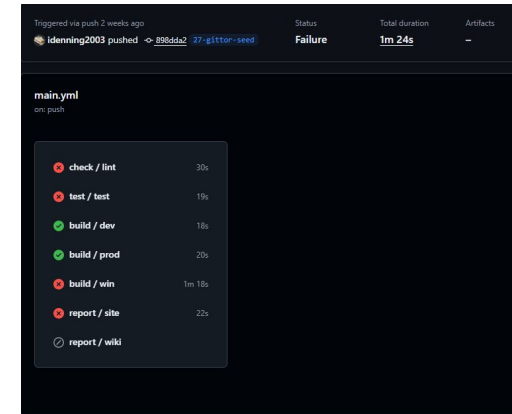 Triggered via push 2 weeks ago
idenning2003 pushed 898dda2 27-gittor-seed
Status
Failure
Total duration
1m 24s
Artifacts
–
main.yml
on: push
check / lint 30s
test / test 19s
build / dev 18s
build / prod 20s
build / win 1m 18s
report / site 22s
report / wiki